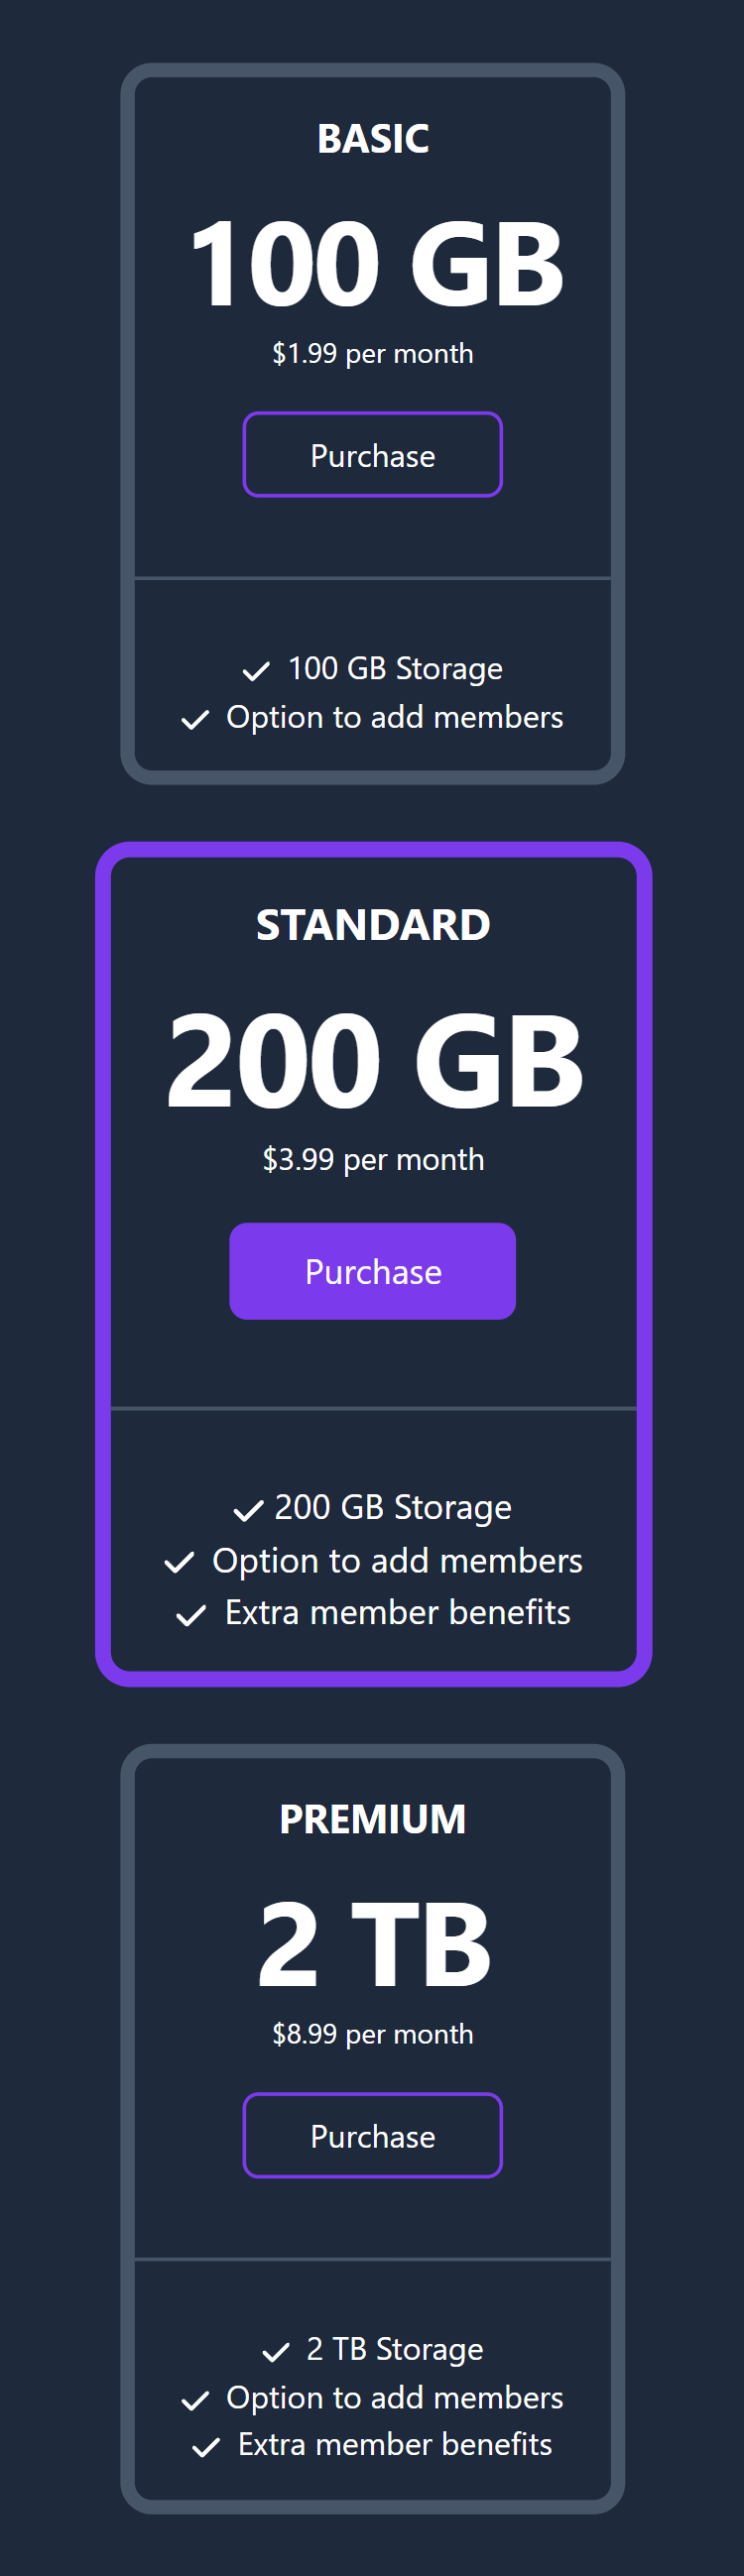 BASIC
100 GB
$1.99 per month
Purchase
100 GB Storage
Option to add members
STANDARD
200 GB
$3.99 per month
Purchase
200 GB Storage
Option to add members
Extra member benefits
PREMIUM
2 TB
$8.99 per month
Purchase
2 TB Storage
Option to add members
Extra member benefits